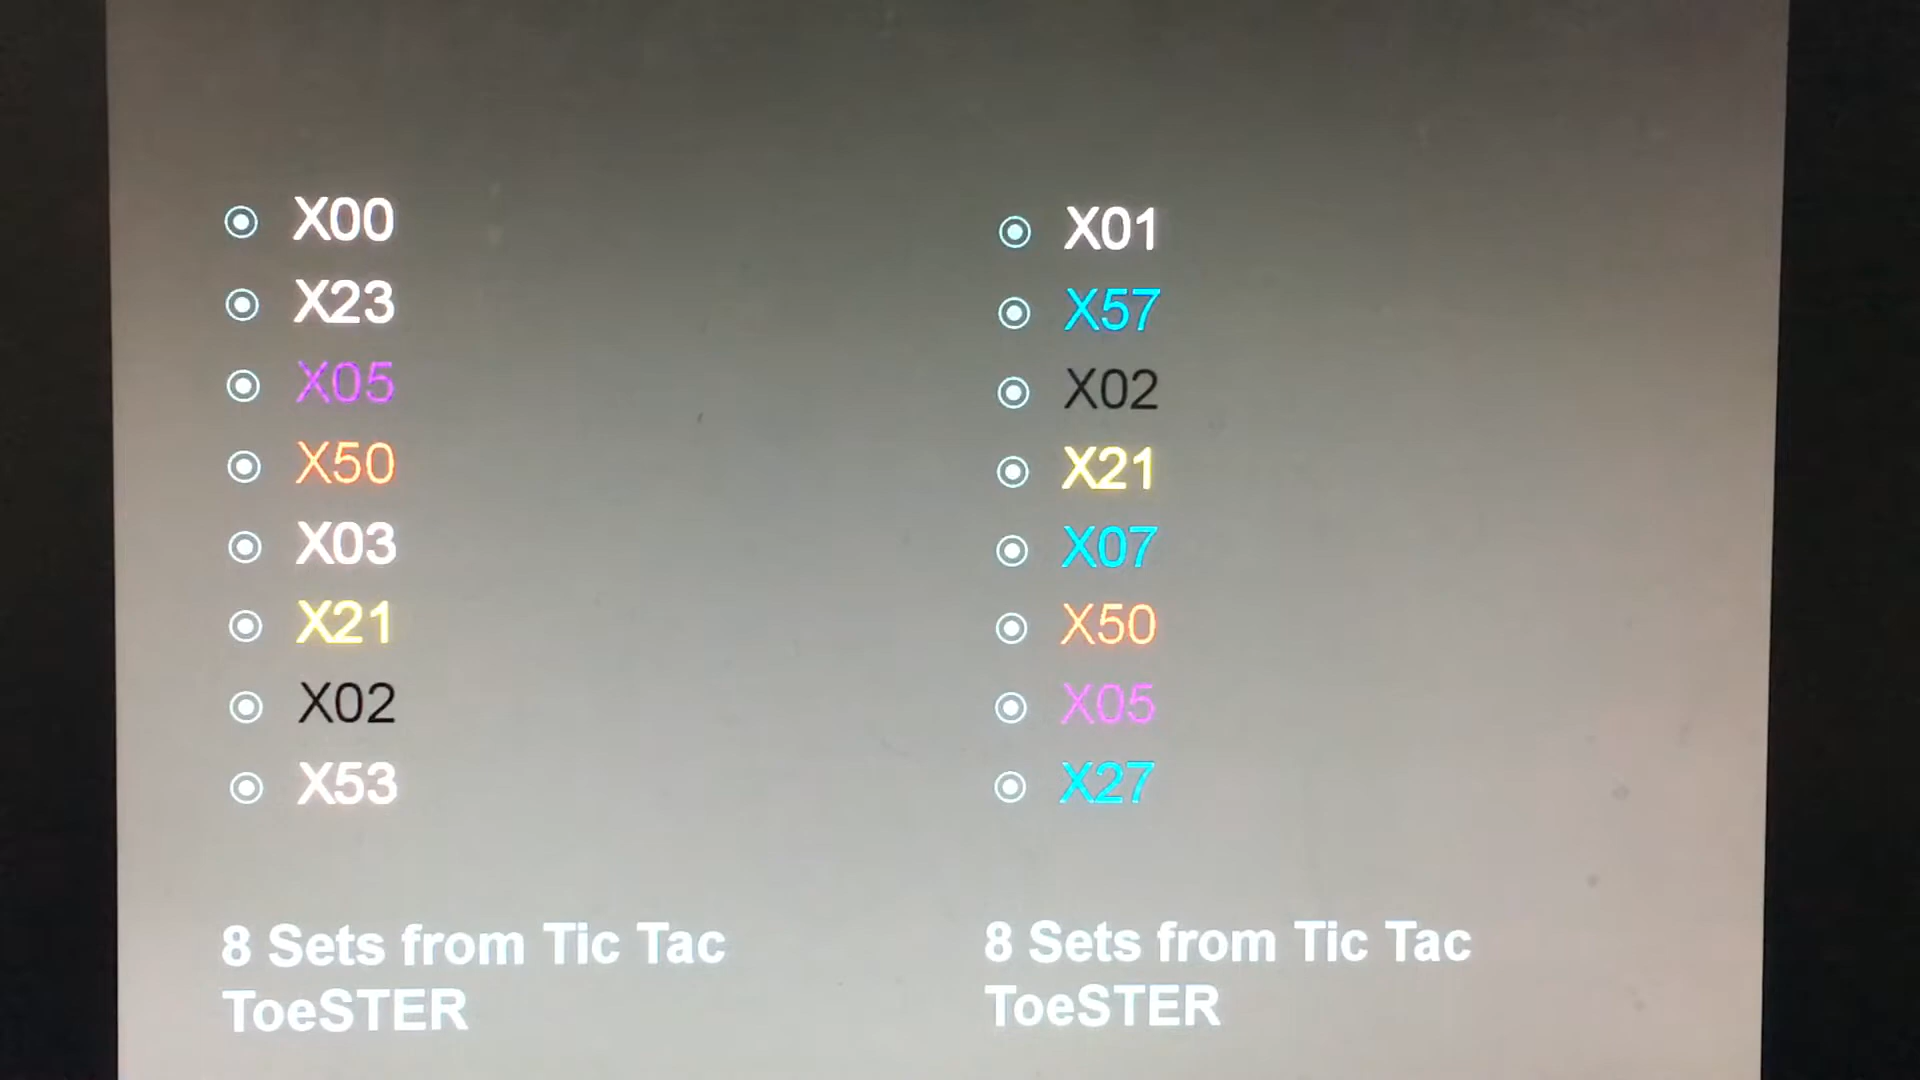 X00
X23
X05
X50
X03
X21
X02
X53
8 Sets from Tic Tac
ToeSTER
X01
X57
X02
X21
X07
X50
X05
X27
8 Sets from Tic Tac
ToeSTER